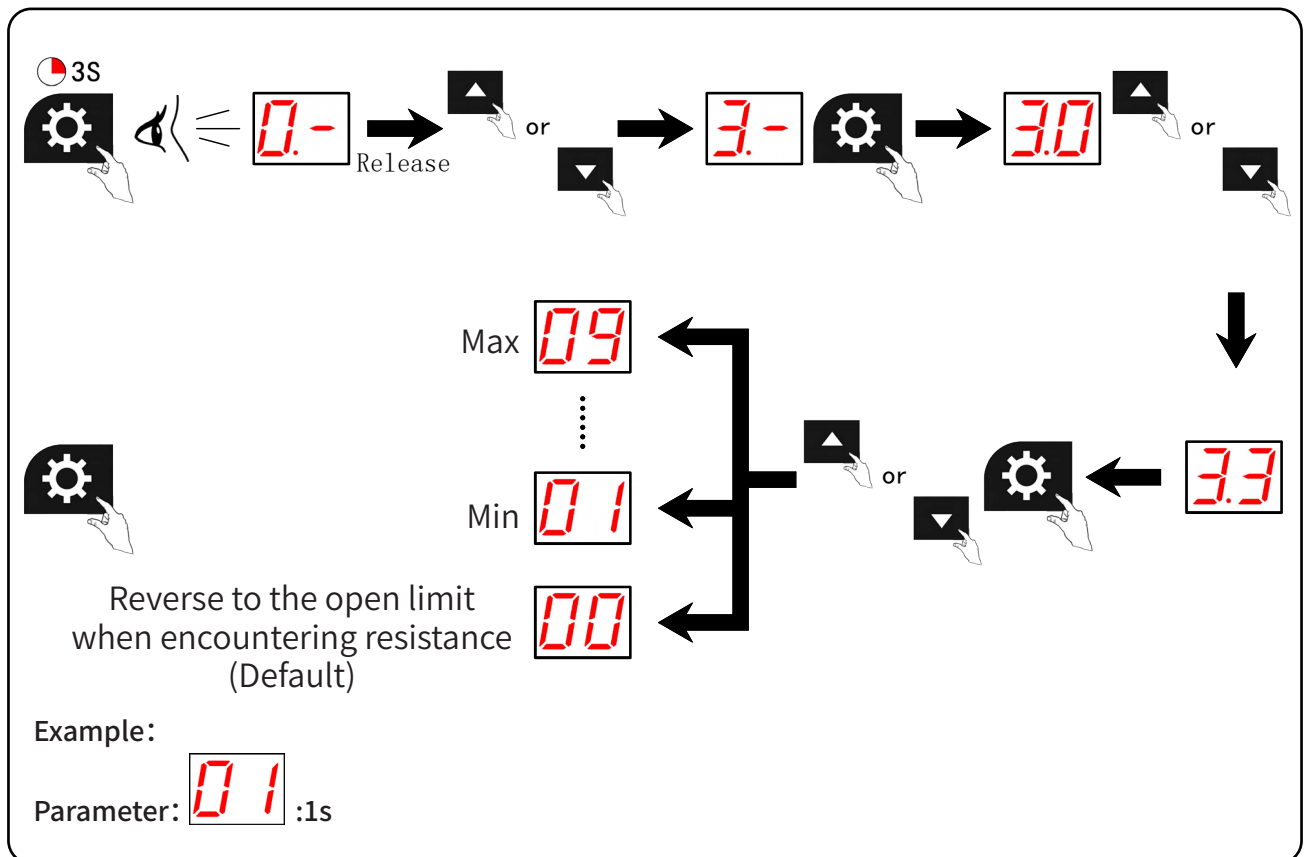 3S
0.-
Release
or
3.-
3.0
or
Max 09
Min 01
or
3.3
Reverse to the open limit
when encountering resistance
(Default)
00
Example:
Parameter: 01 :1s